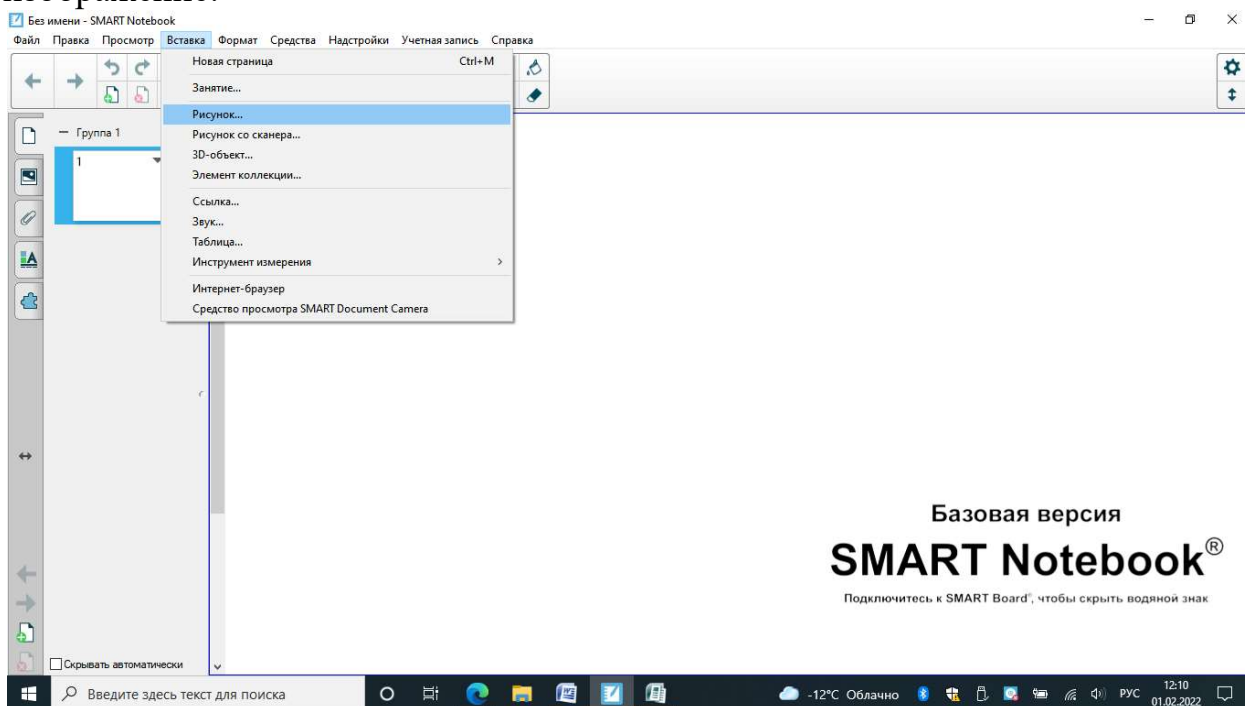 Без имени - SMART Notebook
Файл Правка Просмотр Вставка Формат Средства Надстройки Учетная запись Справка
Новая страница Ctrl+M
Занятие...
Рисунок...
Рисунок со сканера...
3D-объект...
Элемент коллекции...
Ссылка...
Звук...
Таблица...
Инструмент измерения
Интернет-браузер
Средство просмотра SMART Document Camera
Группа 1
1
Базовая версия
SMART Notebook®
Подключитесь к SMART Board®, чтобы скрыть водяной знак
Скрывать автоматически
Введите здесь текст для поиска
-12°C Облачно
РУС
12:10
01.02.2022